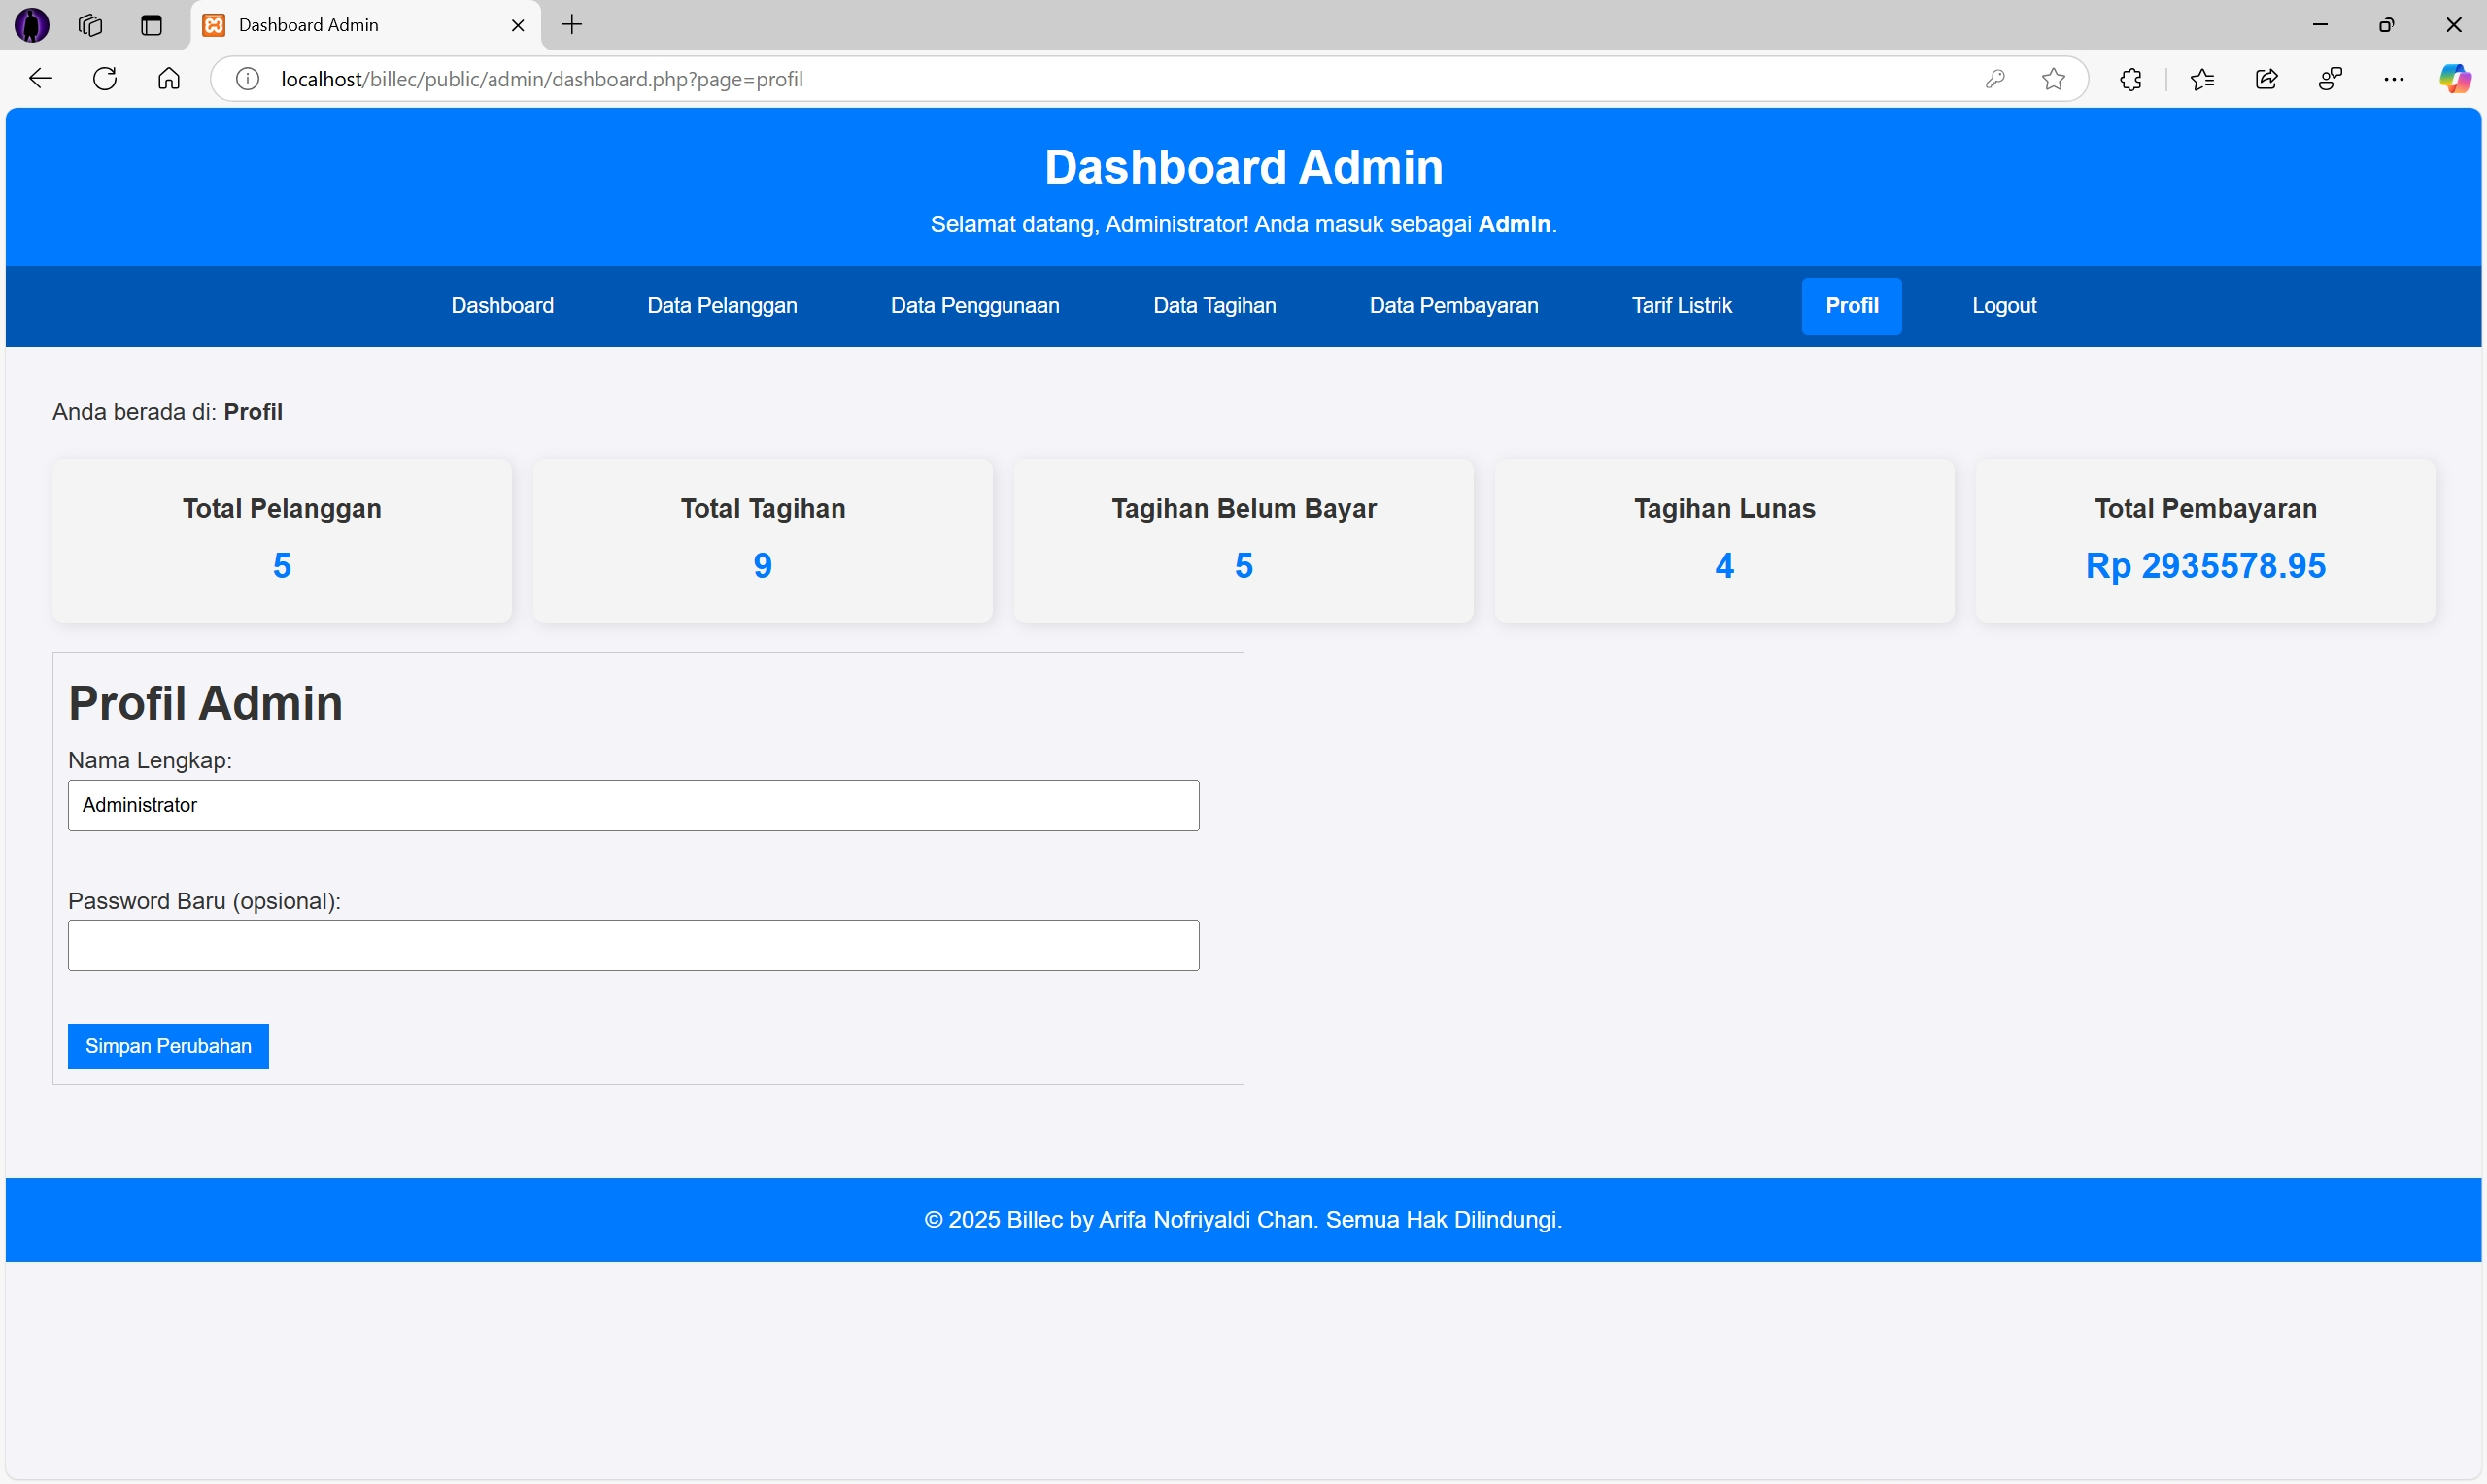 Dashboard Admin
localhost/billec/public/admin/dashboard.php?page=profil
Dashboard Admin
Selamat datang, Administrator! Anda masuk sebagai Admin.
Dashboard Data Pelanggan Data Penggunaan Data Tagihan Data Pembayaran Tarif Listrik Profil Logout
Anda berada di: Profil
Total Pelanggan Total Tagihan Tagihan Belum Bayar Tagihan Lunas Total Pembayaran
5 9 5 4 Rp 2935578.95
Profil Admin
Nama Lengkap:
Administrator
Password Baru (opsional):
Simpan Perubahan
© 2025 Billec by Arifa Nofriyaldi Chan. Semua Hak Dilindungi.